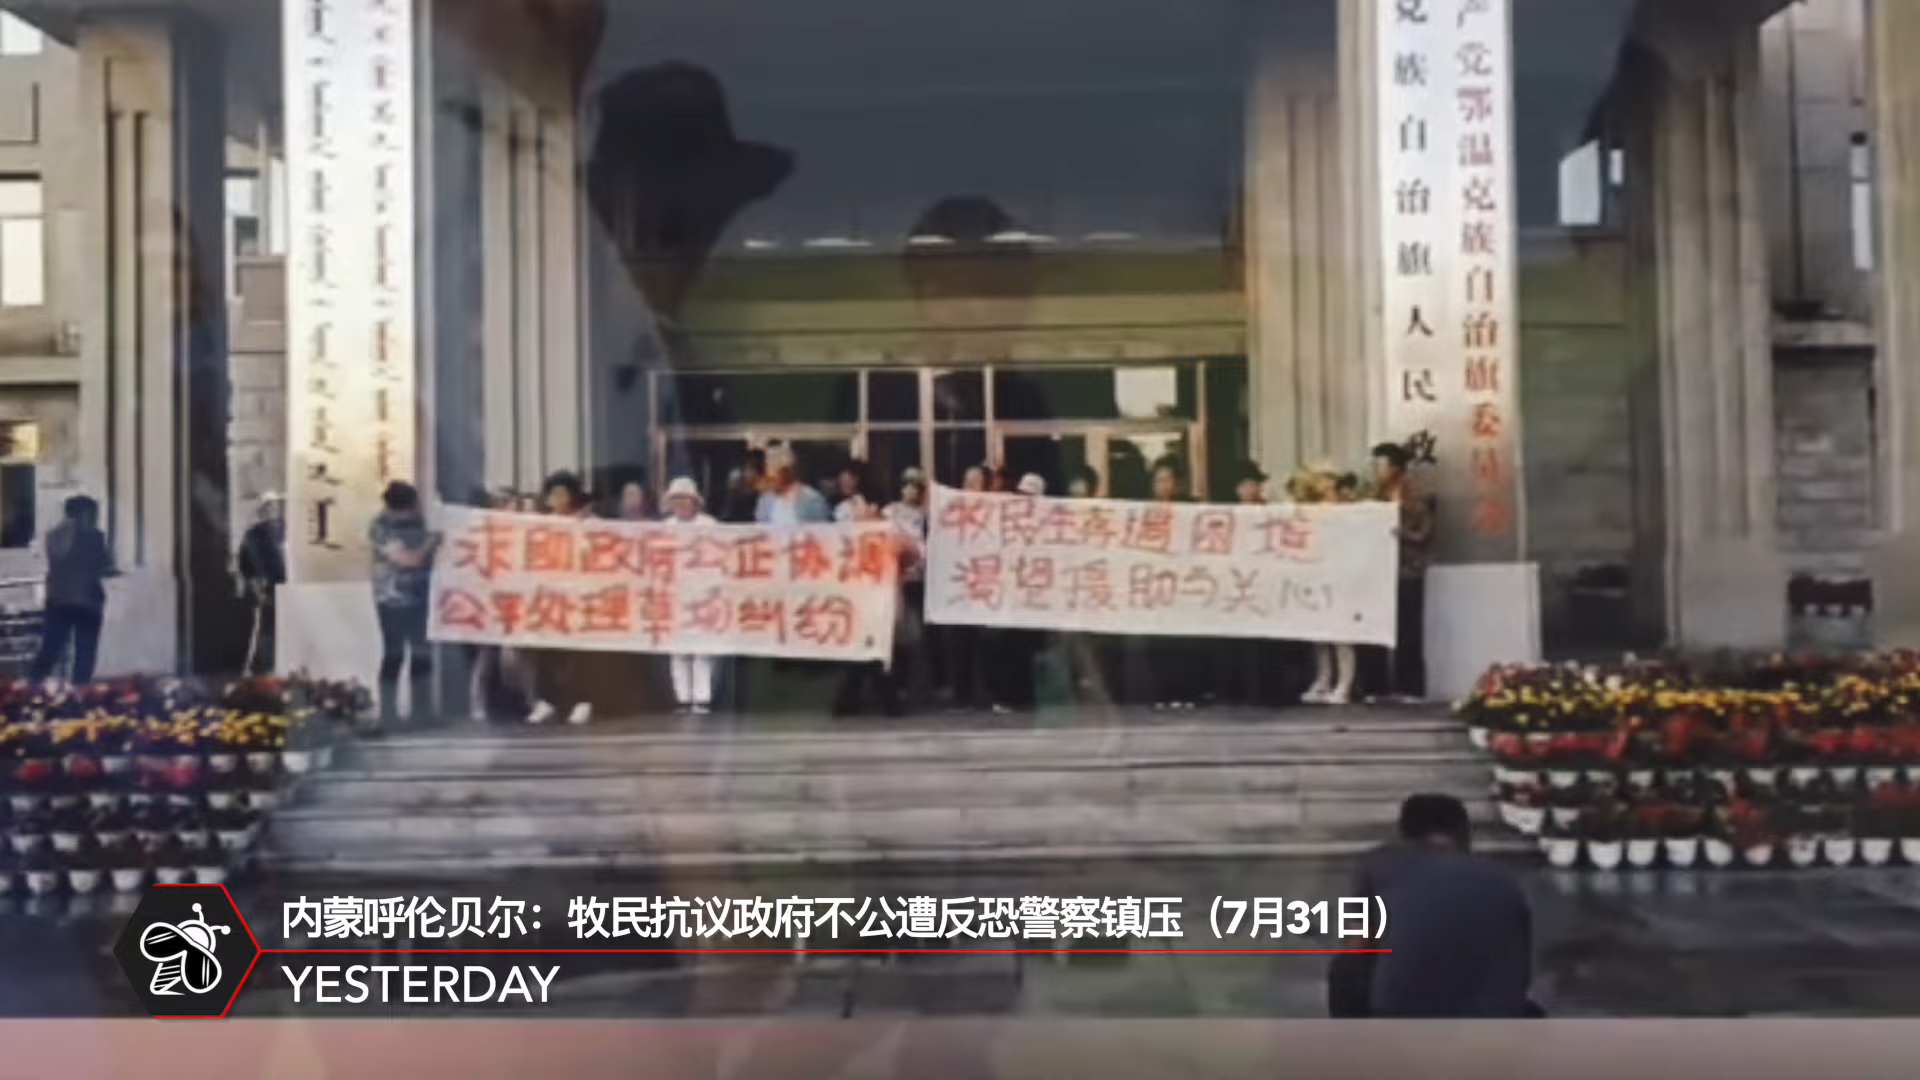 克族自治旗人民政
产党鄂温克族自治旗委员会
求助政府公正协调
公平处理草场纠纷
牧民生存遇困境
渴望援助与关心
内蒙呼伦贝尔：牧民抗议政府不公遭反恐警察镇压（7月31日）
YESTERDAY